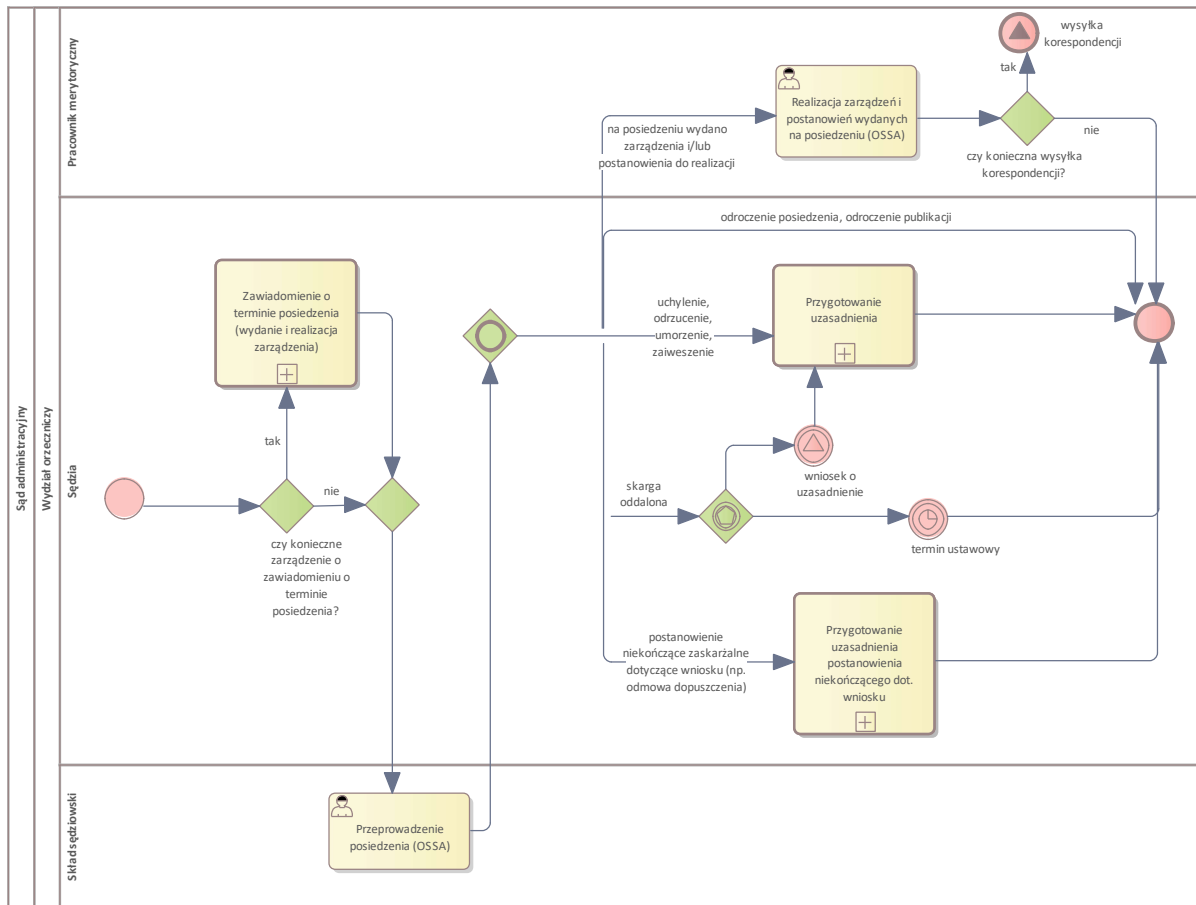 Sąd administracyjny
Wydział orzeczniczy
Pracownik merytoryczny
na posiedzeniu wydano
zarządzenia i/lub
postanowienia do realizacji
Realizacja zarządzeń i
postanowień wydanych
na posiedzeniu (OSSA)
wysyłka
korespondencji
tak
nie
czy konieczna wysyłka
korespondencji?
Sędzia
odroczenie posiedzenia, odroczenie publikacji
Zawiadomienie o
terminie posiedzenia
(wydanie i realizacja
zarządzenia)
tak
nie
czy konieczne
zarządzenie o
zawiadomieniu o
terminie
posiedzenia?
uchylenie,
odrzucenie,
umorzenie,
zaiweszenie
Przygotowanie
uzasadnienia
skarga
oddalona
wniosek o
uzasadnienie
termin ustawowy
postanowienie
niekończące zaskarżalne
dotyczące wniosku (np.
odmowa dopuszczenia)
Przygotowanie
uzasadnienia
postanowienia
niekończącego dot.
wniosku
Skład sędziowski
Przeprowadzenie
posiedzenia (OSSA)